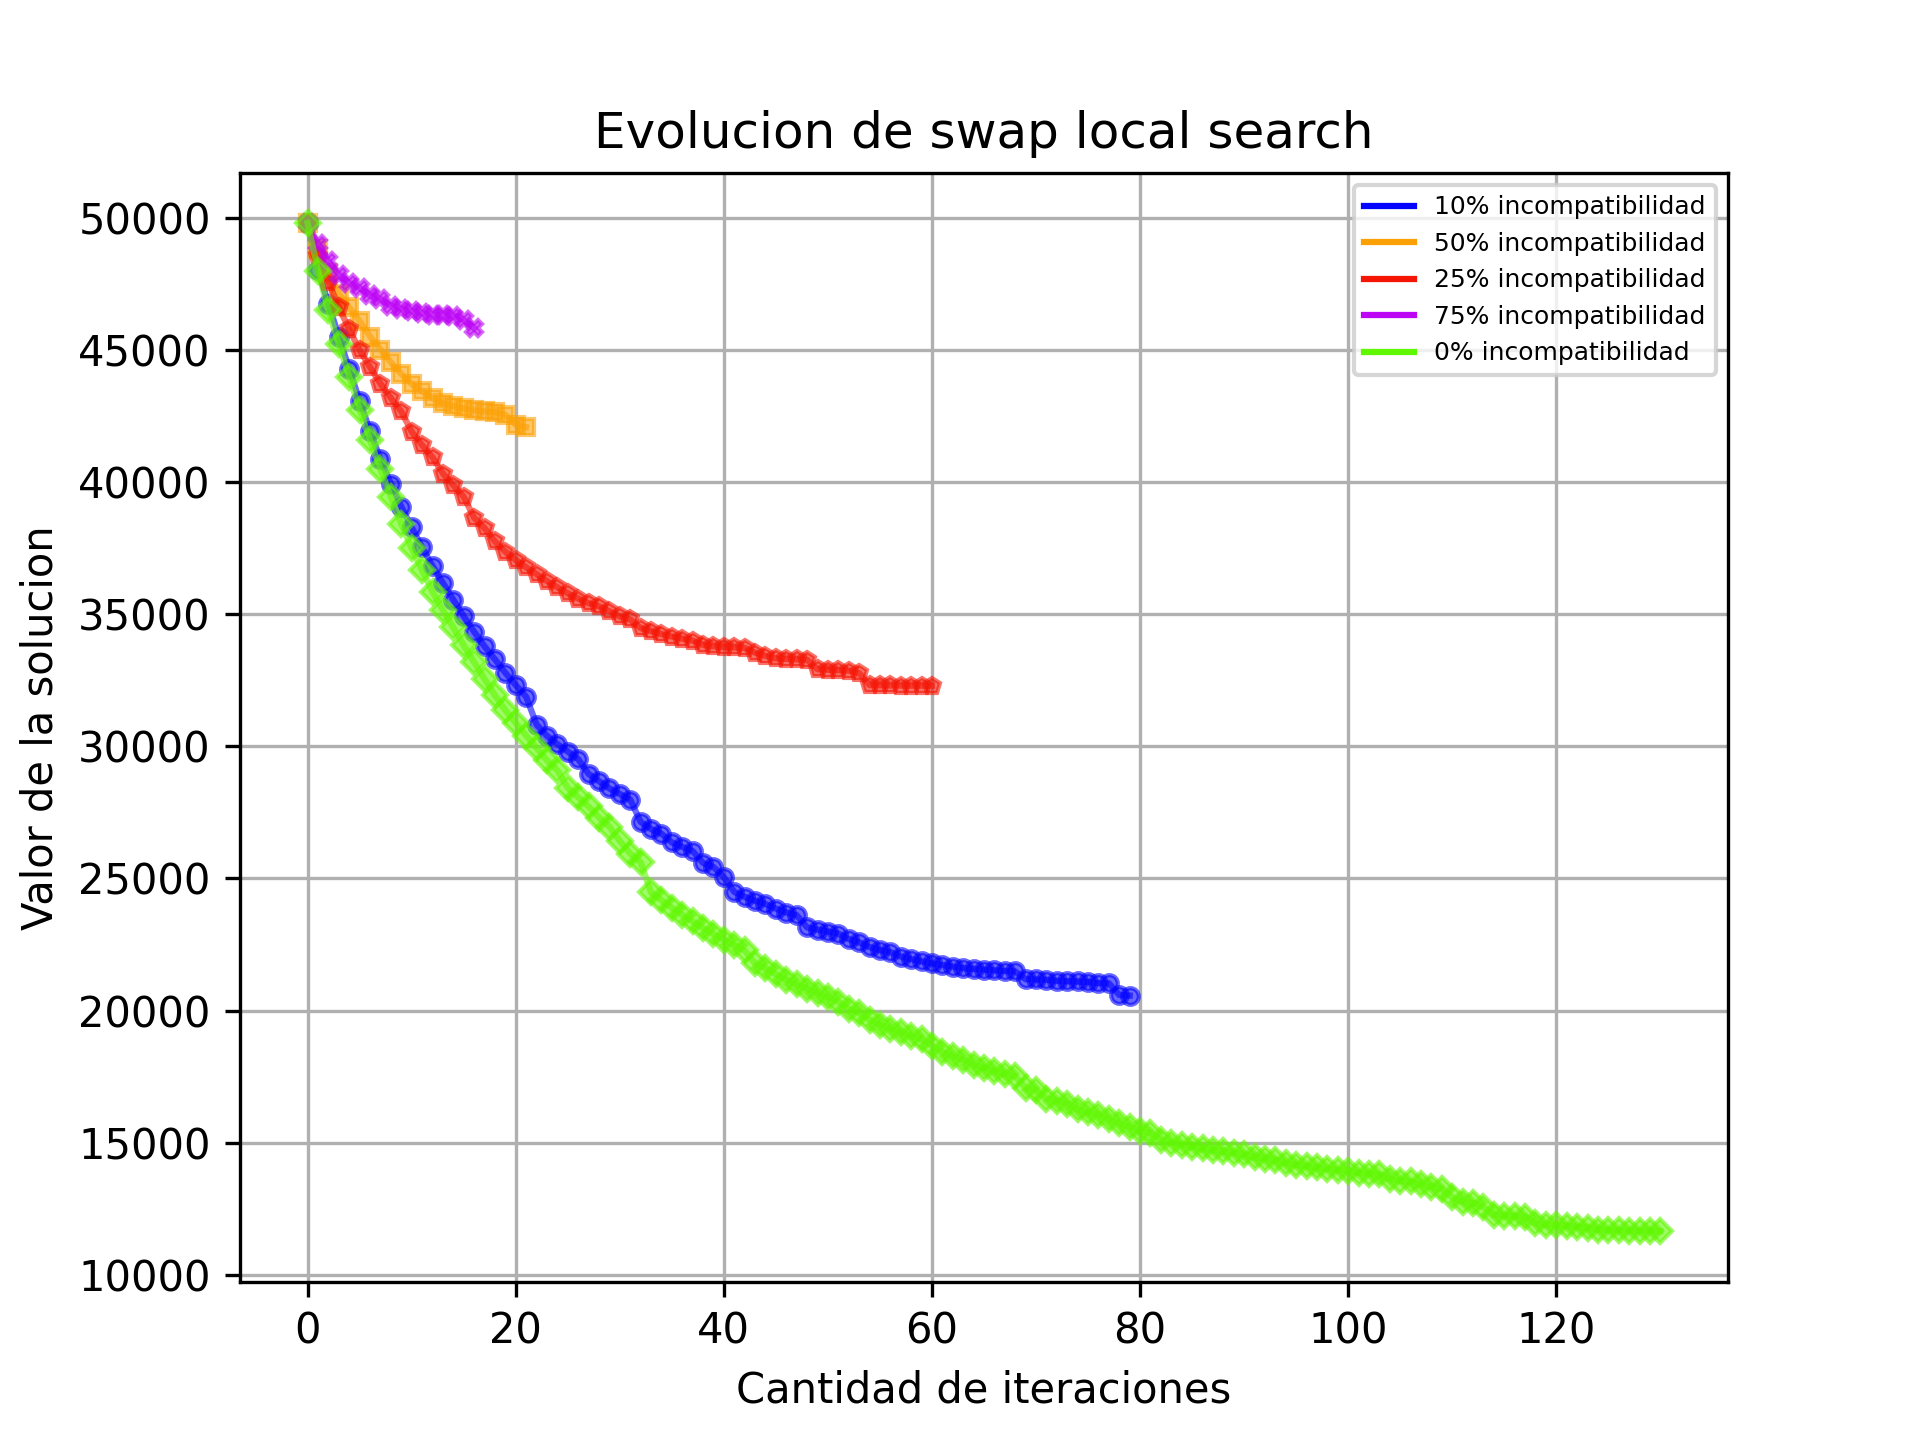 Evolucion de swap local search
10% incompatibilidad
50% incompatibilidad
25% incompatibilidad
75% incompatibilidad
0% incompatibilidad
Valor de la solucion
50000
45000
40000
35000
30000
25000
20000
15000
10000
0 20 40 60 80 100 120
Cantidad de iteraciones